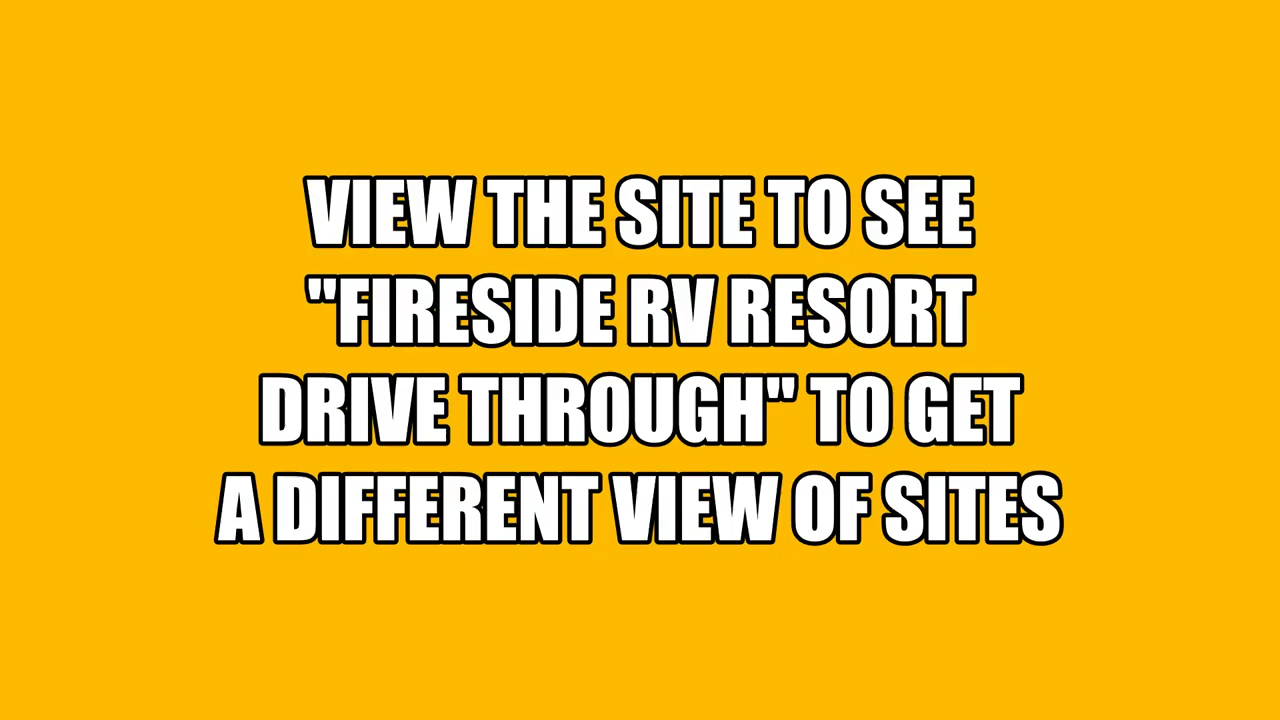 VIEW THE SITE TO SEE
"FIRESIDE RV RESORT
DRIVE THROUGH" TO GET
A DIFFERENT VIEW OF SITES